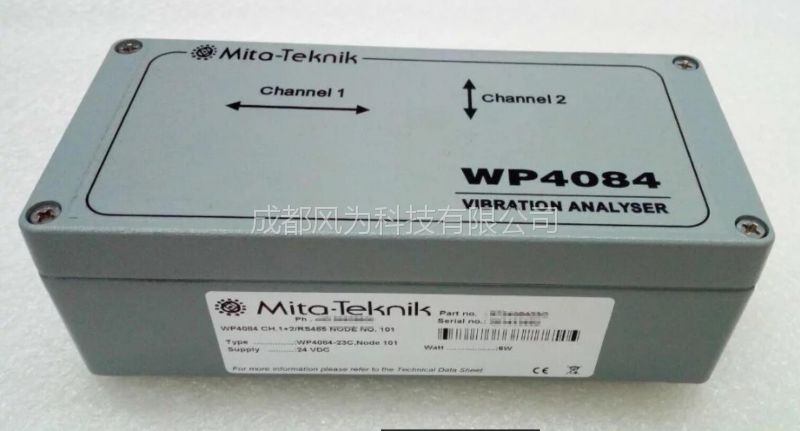 Mita-Teknik
Channel 1
Channel 2
WP4084
VIBRATION ANALYSER
成都风为科技有限公司
Mita-Teknik
Ph
Part no.:
Serial no.:
WP4084 CH.1+2/RS485 NODE NO. 101
Type ............:WP4084-23C,Node 101
Watt ................:6W
Supply ..........:24 VDC
For more information please refer to the Technical Data Sheet
CE